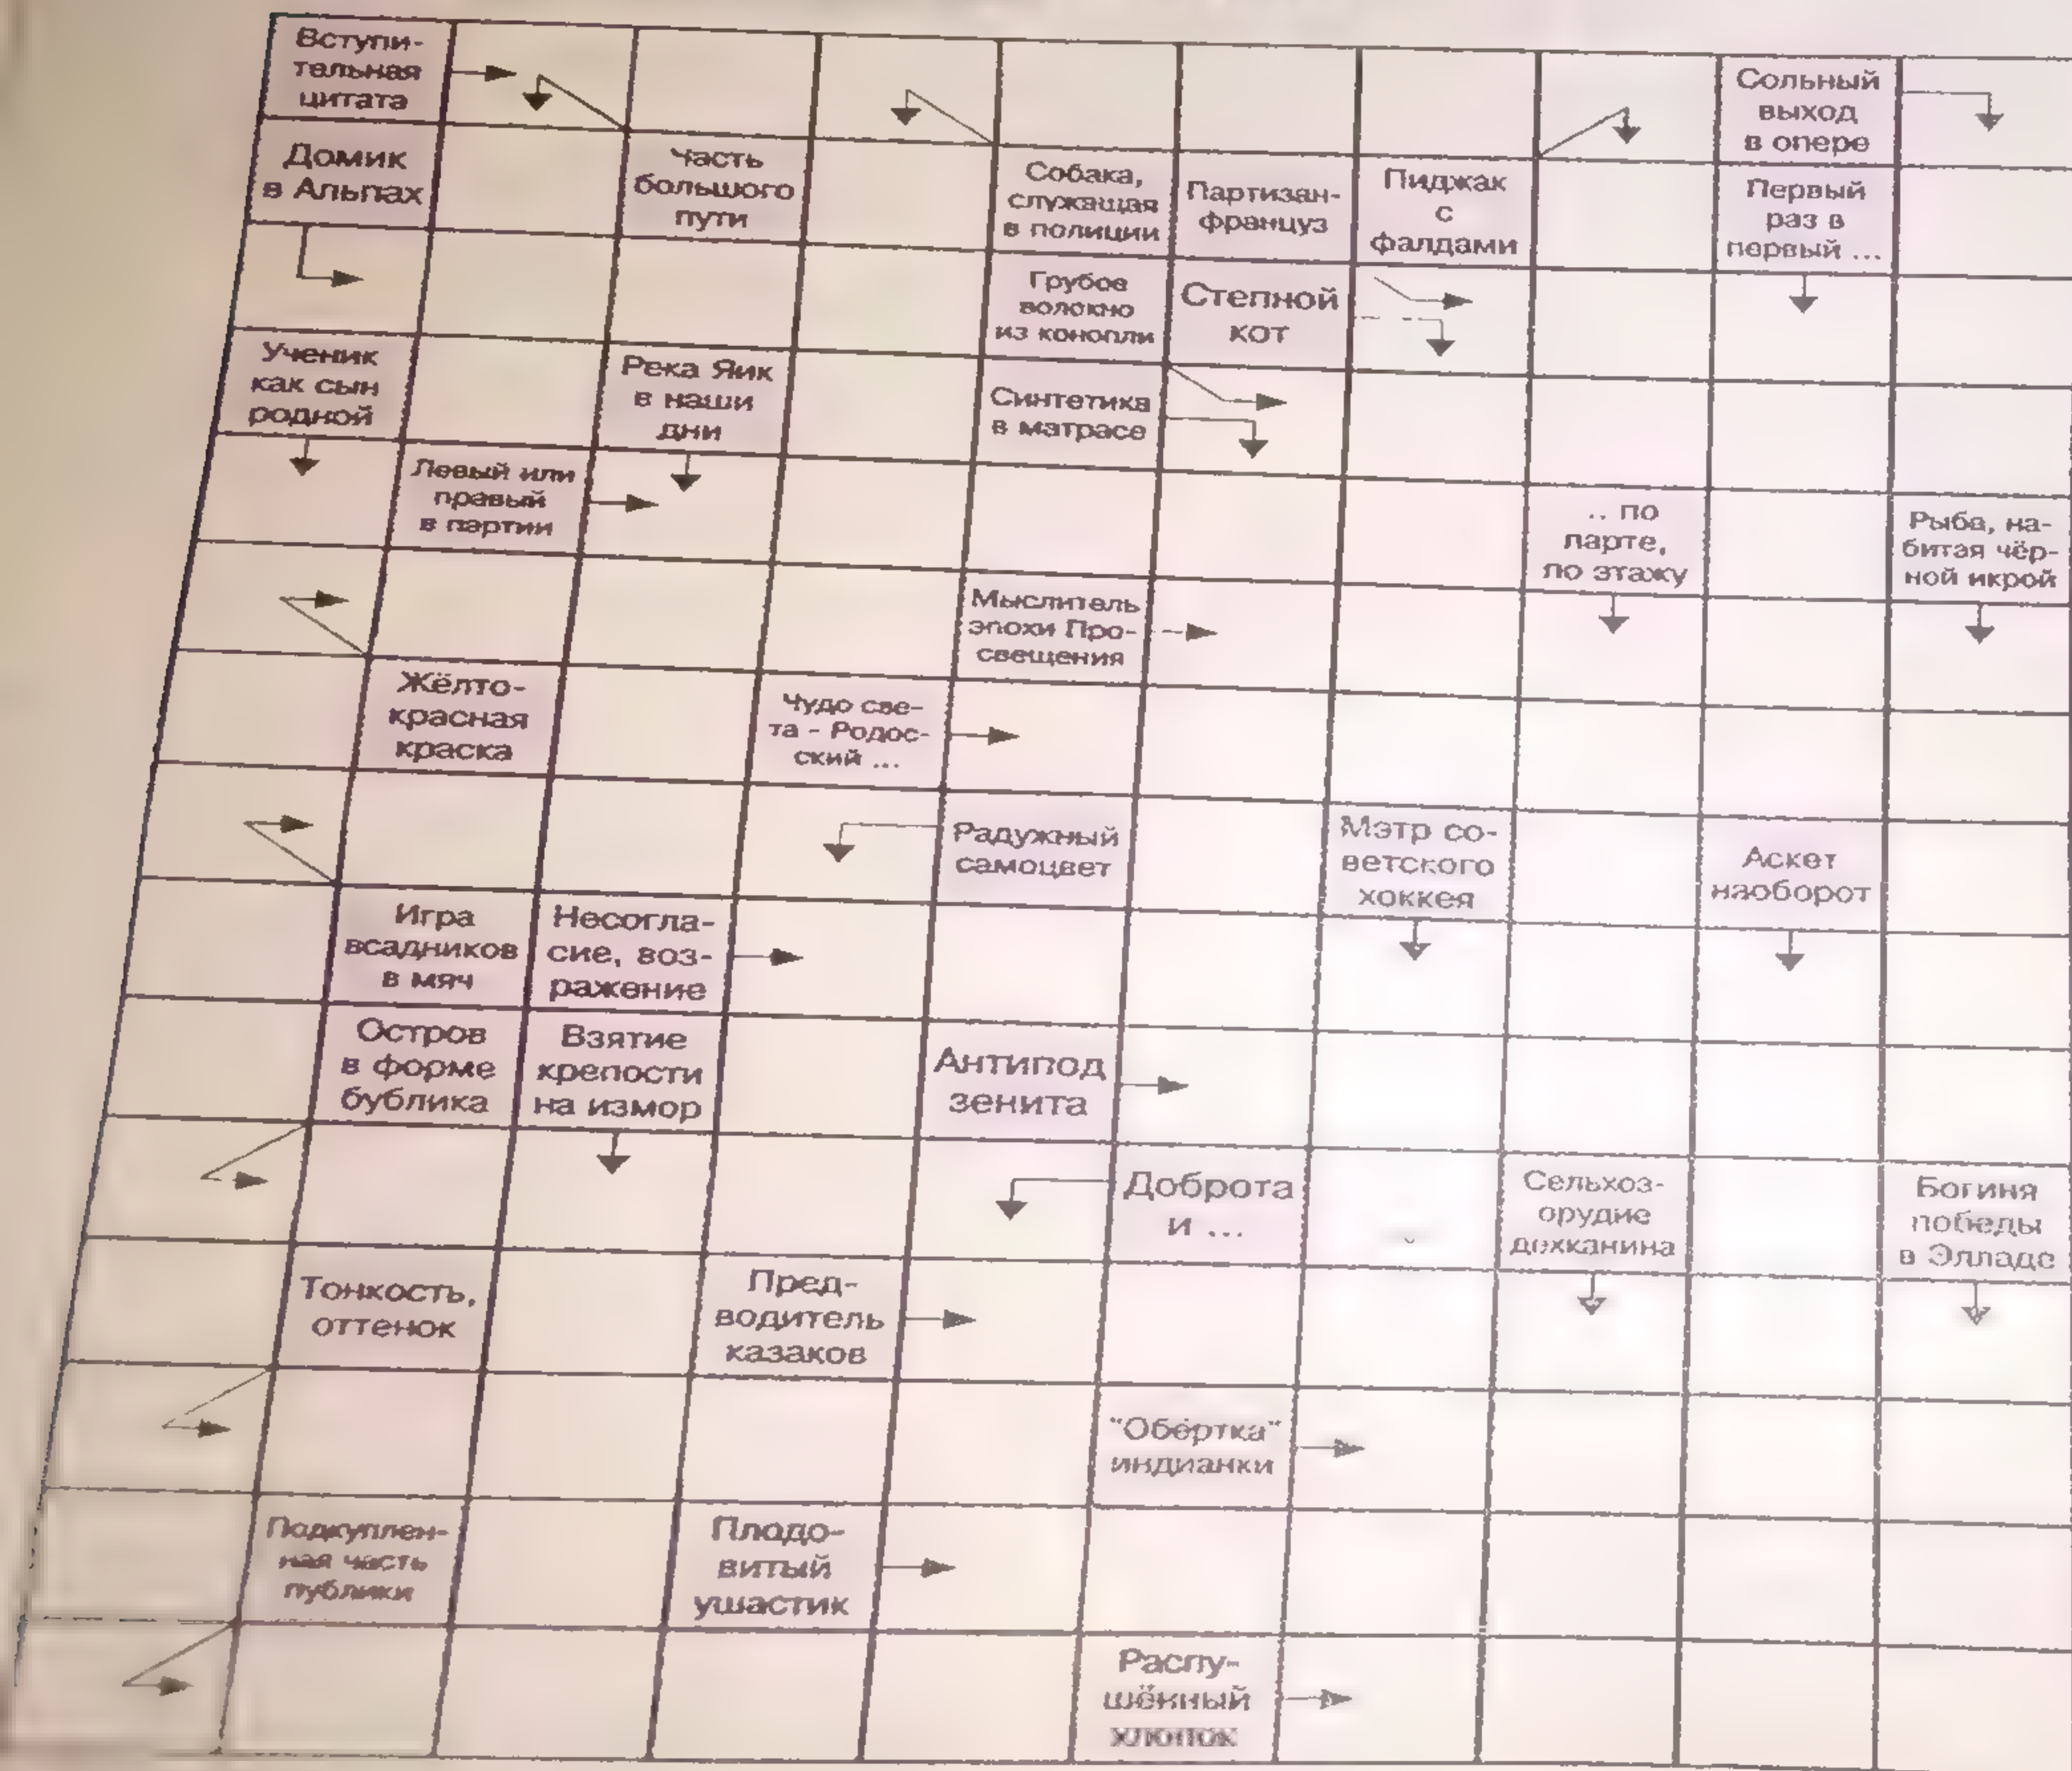 Вступи-
тельная
цитата
Сольный
выход
в опере
Домик
в Альпах
Часть
большого
пути
Собака,
служащая
в полиции
Партизан-
француз
Пиджак
с
фалдами
Первый
раз в
первый ...
Грубое
волокно
из конопли
Степной
кот
Ученик
как сын
родной
Река Яик
в наши
дни
Синтетика
в матрасе
Левый или
правый
в партии
.. по
парте,
по этажу
Рыба, на-
битая чёр-
ной икрой
Мыслитель
эпохи Про-
свещения
Жёлто-
красная
краска
Чудо све-
та - Родос-
ский ...
Радужный
самоцвет
Мэтр со-
ветского
хоккея
Аскет
наоборот
Игра
всадников
в мяч
Несогла-
сие, воз-
ражение
Остров
в форме
бублика
Взятие
крепости
на измор
Антипод
зенита
Доброта
и ...
Сельхоз-
орудие
дехканина
Богиня
победы
в Элладе
Тонкость,
оттенок
Пред-
водитель
казаков
"Обёртка"
индианки
Подкуплен-
ная часть
публики
Плодо-
витый
ушастик
Распу-
шённый
хлопок